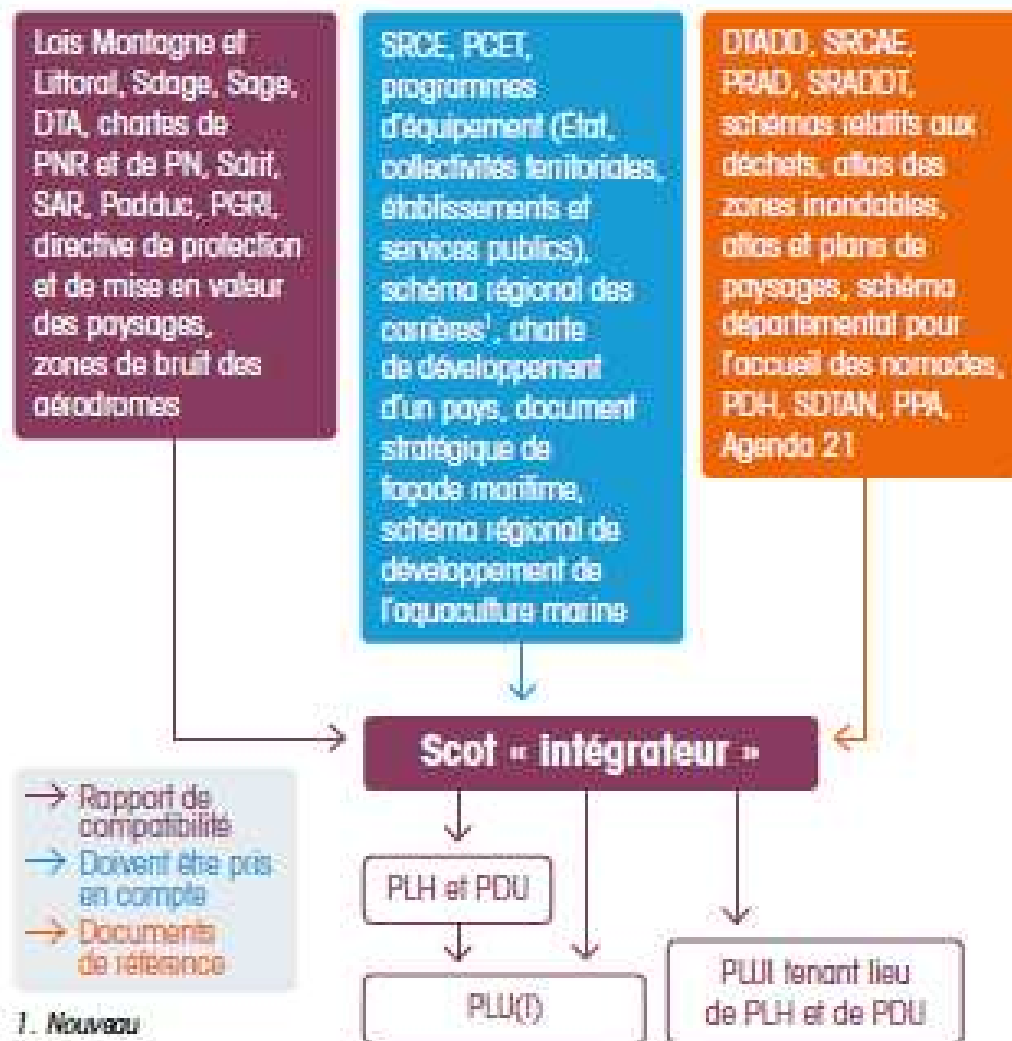 Lois Montagne et
Littoral, Sdage, Sage,
DTA, chartes de
PNR et de PN, Sdrif,
SAR, Padduc, PGRI,
directive de protection
et de mise en valeur
des paysages,
zones de bruit des
aérodromes
SRCE, PCET,
programmes
d'équipement (Etat,
collectivités territoriales,
établissements et
services publics),
schéma régional des
carrières¹, charte
de développement
d'un pays, document
stratégique de
façade maritime,
schéma régional de
développement de
l'aquaculture marine
DTADD, SRCAE,
PRAD, SRADDT,
schémas relatifs aux
déchets, atlas des
zones inondables,
atlas et plans de
paysages, schéma
départemental pour
l'accueil des nomades,
PDH, SDTAN, PPA,
Agenda 21
Scot « intégrateur »
→ Rapport de
compatibilité
→ Doivent être pris
en compte
→ Documents
de référence
PLH et PDU
PLU(I)
PLUI tenant lieu
de PLH et de PDU
1. Nouveau